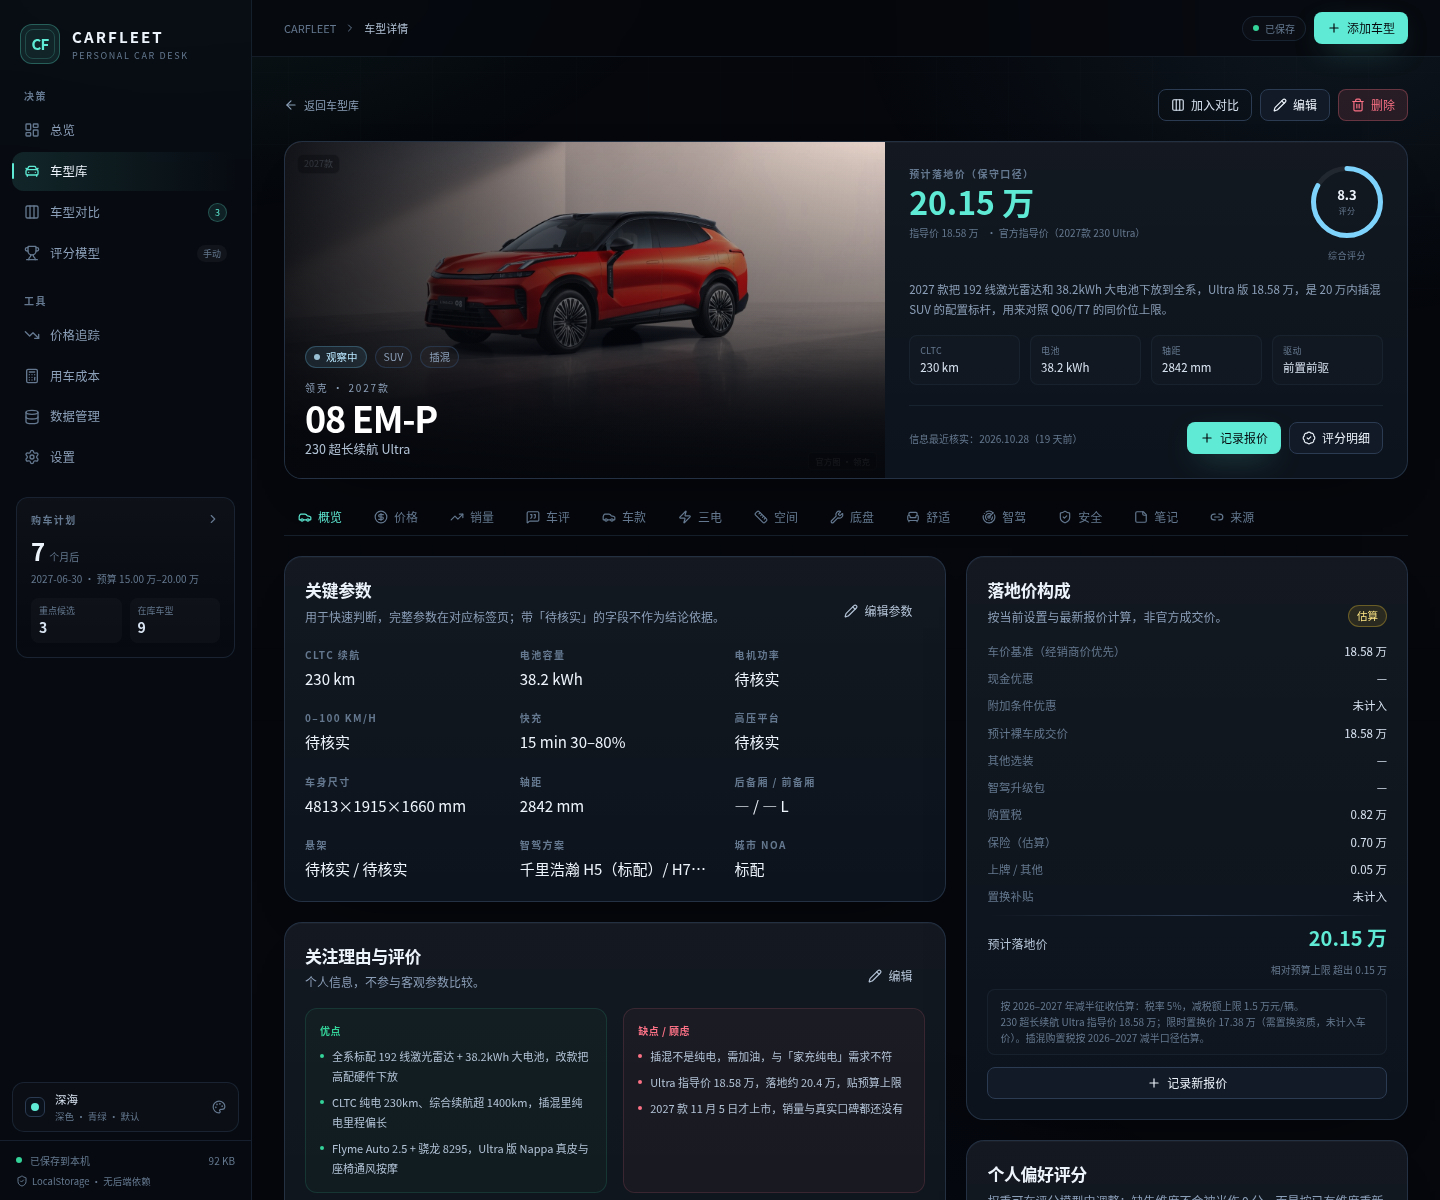 CF
CARFLEET
PERSONAL CAR DESK
决策
总览
车型库
车型对比
3
评分模型
手动
工具
价格追踪
用车成本
数据管理
设置
购车计划
7 个月后
2027-06-30 · 预算 15.00 万–20.00 万
重点候选
3
在库车型
9
深海
深色 · 青绿 · 默认
已保存到本机
92 KB
LocalStorage · 无后端依赖
CARFLEET
车型详情
已保存
添加车型
返回车型库
加入对比
编辑
删除
2027款
观察中
SUV
插混
领克 · 2027款
08 EM-P
230 超长续航 Ultra
预计落地价（保守口径）
20.15 万
指导价 18.58 万 · 官方指导价（2027款 230 Ultra）
8.3
评分
综合评分
2027 款把 192 线激光雷达和 38.2kWh 大电池下放到全系，Ultra 版 18.58 万，是 20 万内插混
SUV 的配置标杆，用来对照 Q06/T7 的同价位上限。
CLTC
230 km
电池
38.2 kWh
轴距
2842 mm
驱动
前置前驱
信息最近核实：2026.10.28（19 天前）
记录报价
评分明细
概览
价格
销量
车评
车款
三电
空间
底盘
舒适
智驾
安全
笔记
来源
关键参数
用于快速判断，完整参数在对应标签页；带「待核实」的字段不作为结论依据。
编辑参数
CLTC 续航
230 km
电池容量
38.2 kWh
电机功率
待核实
0–100 KM/H
待核实
快充
15 min 30–80%
高压平台
待核实
车身尺寸
4813×1915×1660 mm
轴距
2842 mm
后备厢 / 前备厢
— / — L
悬架
待核实 / 待核实
智驾方案
千里浩瀚 H5（标配）/ H7…
城市 NOA
标配
关注理由与评价
个人信息，不参与客观参数比较。
编辑
优点
全系标配 192 线激光雷达 + 38.2kWh 大电池，改款把
高配硬件下放
CLTC 纯电 230km、综合续航超 1400km，插混里纯
电里程偏长
Flyme Auto 2.5 + 骁龙 8295，Ultra 版 Nappa 真皮与
座椅通风按摩
缺点 / 顾虑
插混不是纯电，需加油，与「家充纯电」需求不符
Ultra 指导价 18.58 万，落地约 20.4 万，贴预算上限
2027 款 11 月 5 日才上市，销量与真实口碑都还没有
落地价构成
按当前设置与最新报价计算，非官方成交价。
估算
车价基准（经销商价优先）
18.58 万
现金优惠
—
附加条件优惠
未计入
预计裸车成交价
18.58 万
其他选装
—
智驾升级包
—
购置税
0.82 万
保险（估算）
0.70 万
上牌 / 其他
0.05 万
置换补贴
未计入
预计落地价
20.15 万
相对预算上限 超出 0.15 万
按 2026–2027 年减半征收估算：税率 5%，减税额上限 1.5 万元/辆。
230 超长续航 Ultra 指导价 18.58 万；限时置换价 17.38 万（需置换资质，未计入车
价）。插混购置税按 2026–2027 减半口径估算。
记录新报价
个人偏好评分